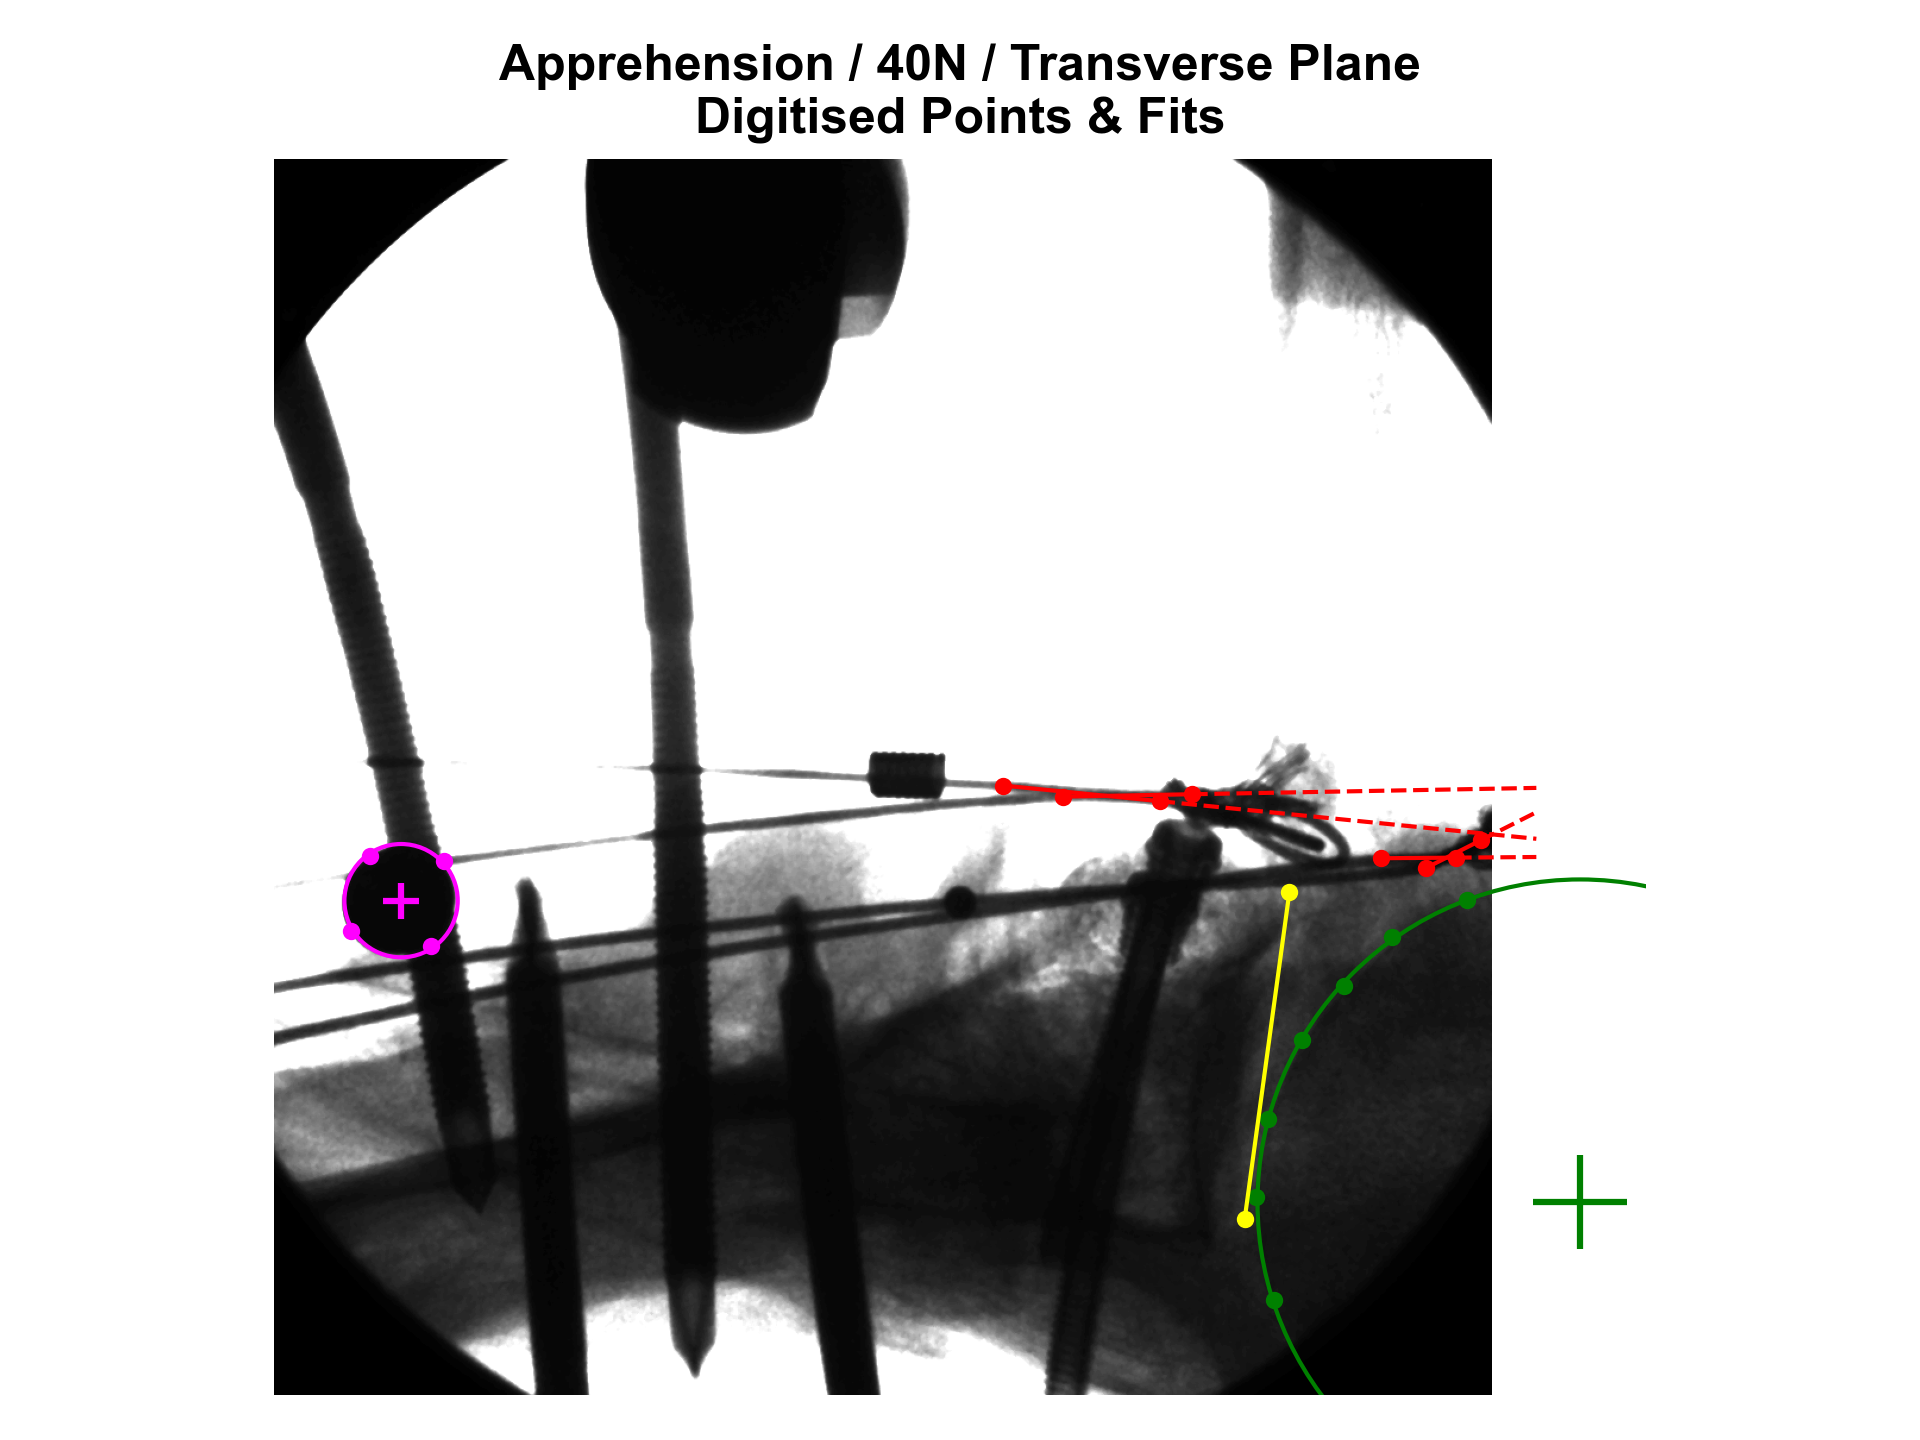 Apprehension / 40N / Transverse Plane
Digitised Points & Fits